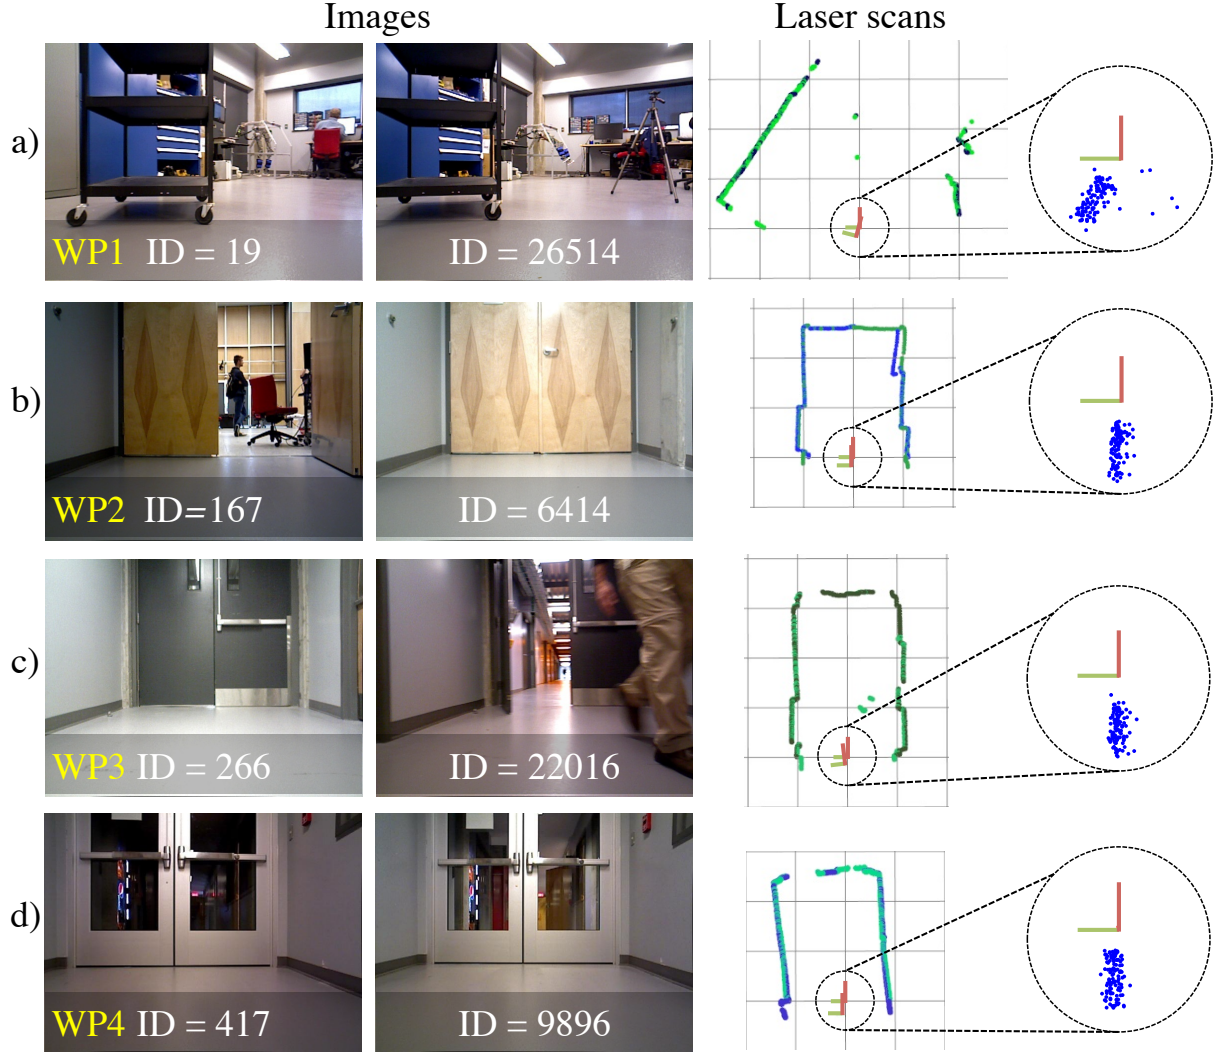 Images Laser scans
a)
WP1 ID = 19 ID = 26514
b)
WP2 ID=167 ID = 6414
c)
WP3 ID = 266 ID = 22016
d)
WP4 ID = 417 ID = 9896